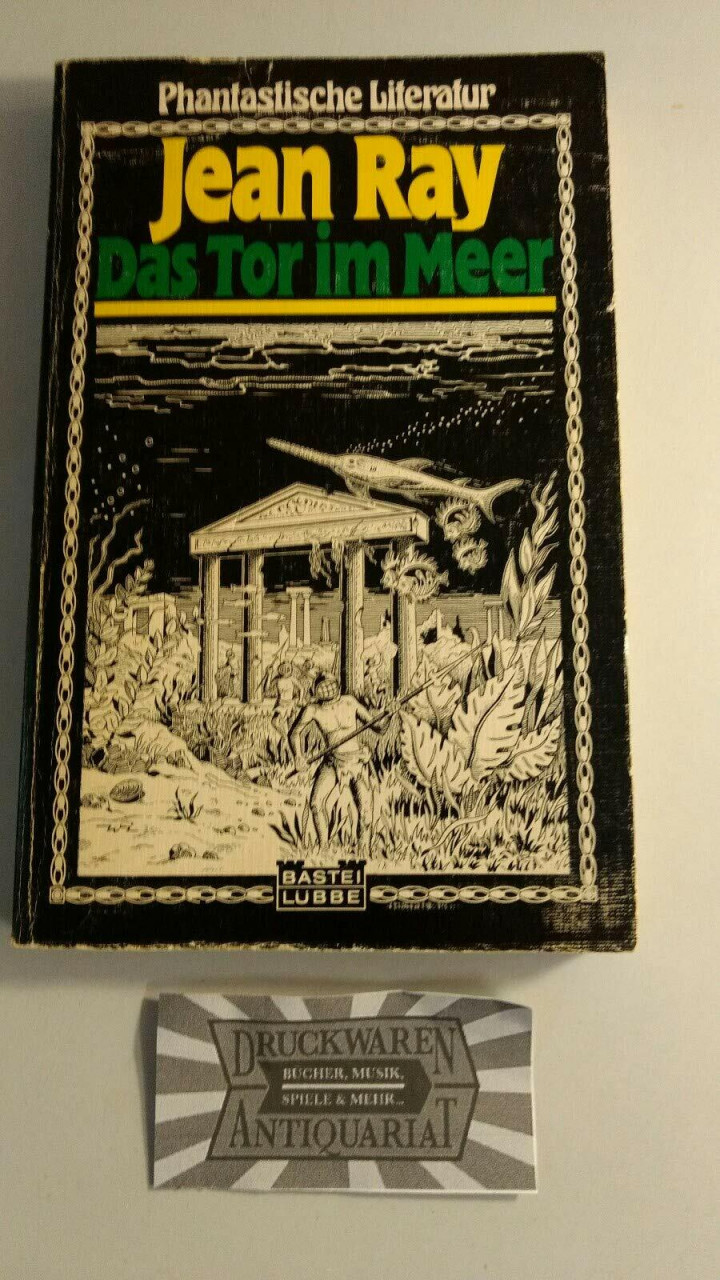 Phantastische Literatur
Jean Ray
Das Tor im Meer
BASTEI
LÜBBE
DRUCKWAREN
BÜCHER, MUSIK,
SPIELE & MEHR...
ANTIQUARIAT